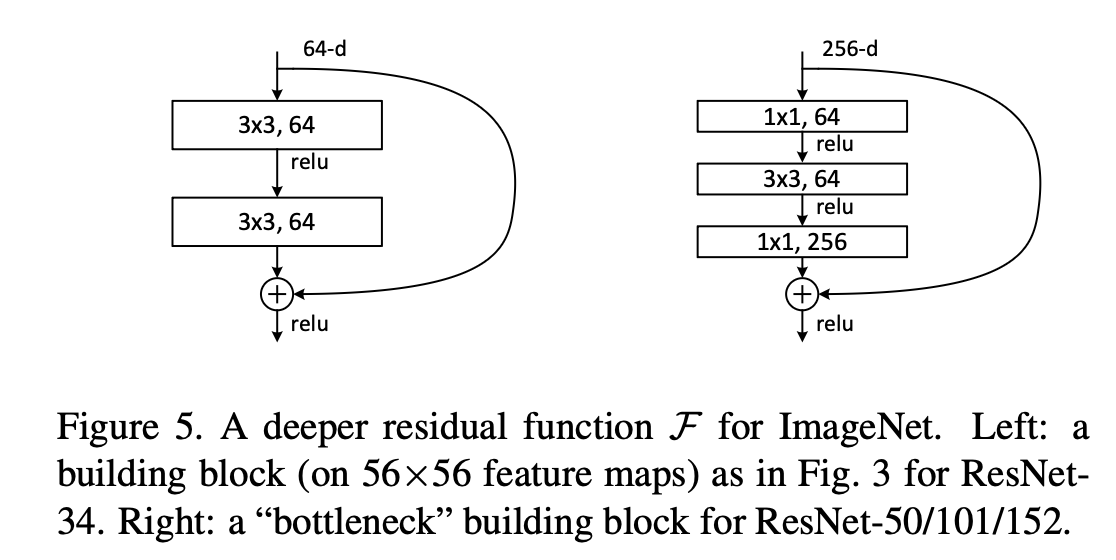 64-d
3x3, 64
relu
3x3, 64
+
relu
256-d
1x1, 64
relu
3x3, 64
relu
1x1, 256
+
relu
Figure 5. A deeper residual function ℱ for ImageNet. Left: a
building block (on 56×56 feature maps) as in Fig. 3 for ResNet-
34. Right: a “bottleneck” building block for ResNet-50/101/152.